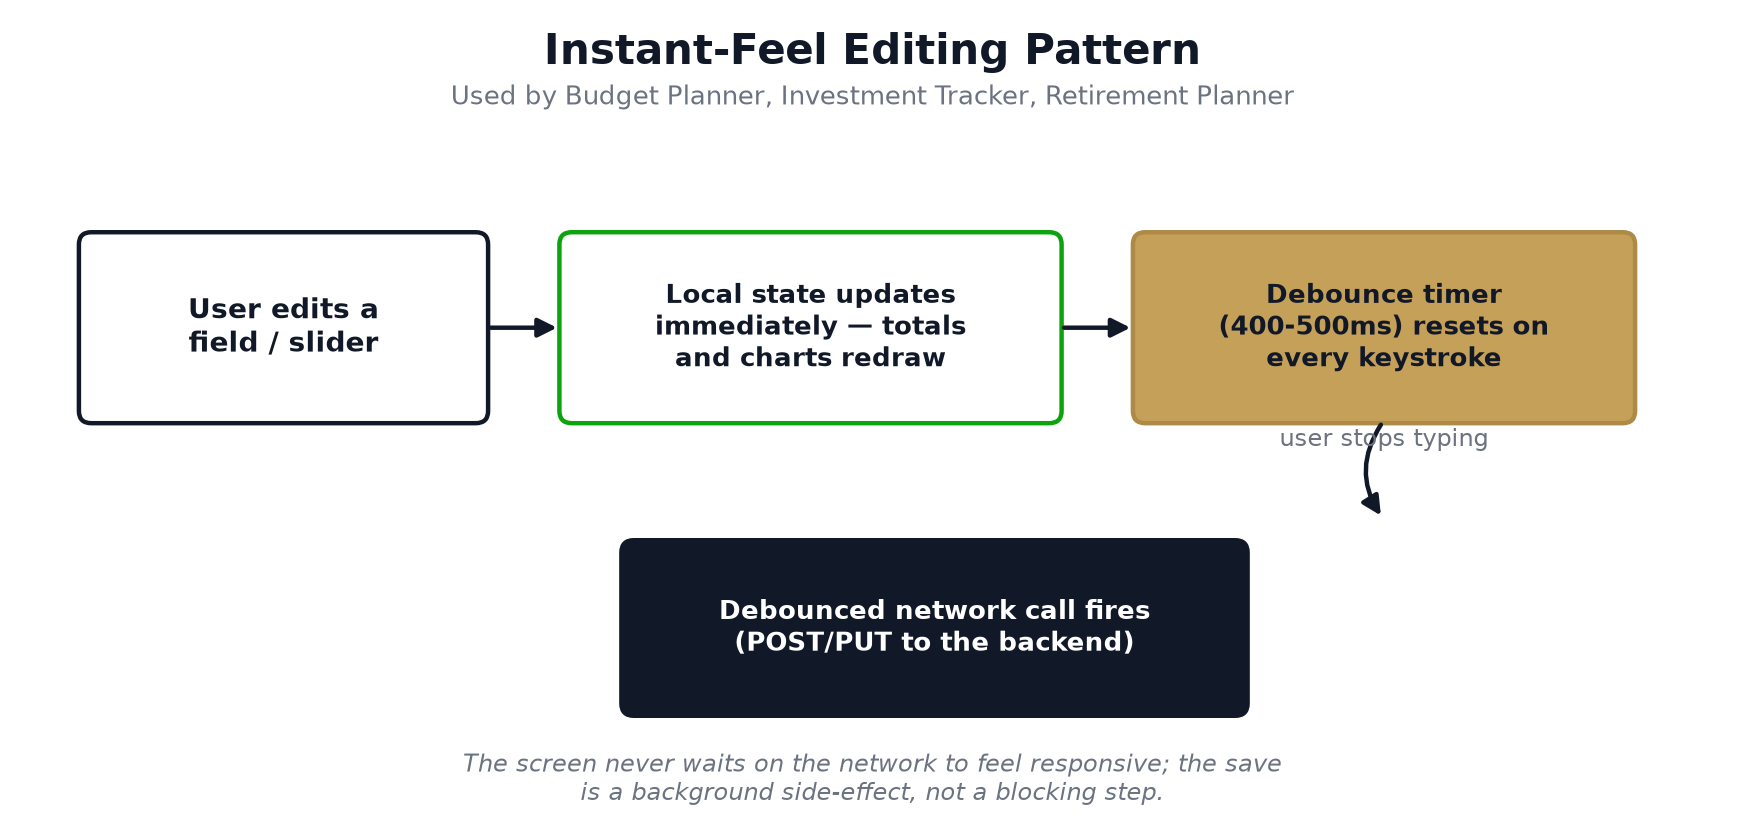 Instant-Feel Editing Pattern
Used by Budget Planner, Investment Tracker, Retirement Planner
User edits a
field / slider
Local state updates
immediately — totals
and charts redraw
Debounce timer
(400-500ms) resets on
every keystroke
user stops typing
Debounced network call fires
(POST/PUT to the backend)
The screen never waits on the network to feel responsive; the save
is a background side-effect, not a blocking step.